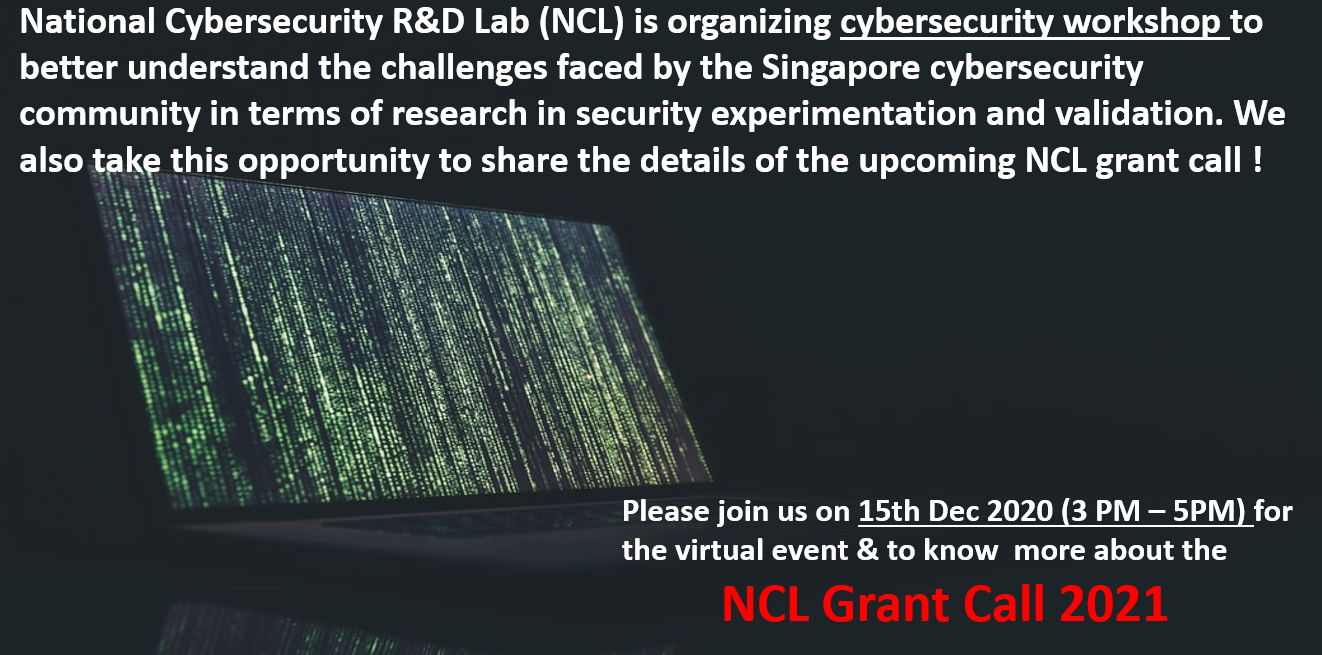 National Cybersecurity R&D Lab (NCL) is organizing cybersecurity workshop to
better understand the challenges faced by the Singapore cybersecurity
community in terms of research in security experimentation and validation. We
also take this opportunity to share the details of the upcoming NCL grant call !
Please join us on 15th Dec 2020 (3 PM – 5PM) for
the virtual event & to know  more about the
NCL Grant Call 2021